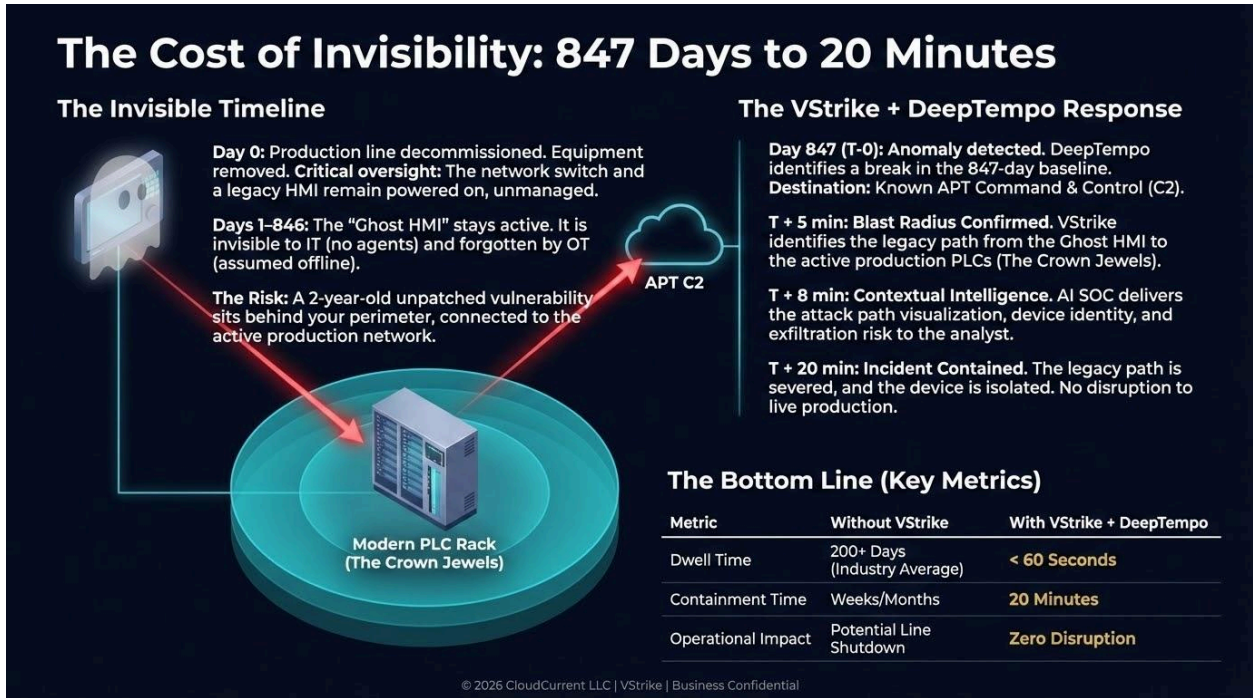 The Cost of Invisibility: 847 Days to 20 Minutes
The Invisible Timeline
Day 0: Production line decommissioned. Equipment
removed. Critical oversight: The network switch and
a legacy HMI remain powered on, unmanaged.
Days 1–846: The “Ghost HMI” stays active. It is
invisible to IT (no agents) and forgotten by OT
(assumed offline).
The Risk: A 2-year-old unpatched vulnerability
sits behind your perimeter, connected to the
active production network.
APT C2
Modern PLC Rack
(The Crown Jewels)
The VStrike + DeepTempo Response
Day 847 (T-0): Anomaly detected. DeepTempo
identifies a break in the 847-day baseline.
Destination: Known APT Command & Control (C2).
T + 5 min: Blast Radius Confirmed. VStrike
identifies the legacy path from the Ghost HMI to
the active production PLCs (The Crown Jewels).
T + 8 min: Contextual Intelligence. AI SOC delivers
the attack path visualization, device identity, and
exfiltration risk to the analyst.
T + 20 min: Incident Contained. The legacy path is
severed, and the device is isolated. No disruption to
live production.
The Bottom Line (Key Metrics)
Metric Without VStrike With VStrike + DeepTempo
Dwell Time 200+ Days (Industry Average) < 60 Seconds
Containment Time Weeks/Months 20 Minutes
Operational Impact Potential Line Shutdown Zero Disruption
© 2026 CloudCurrent LLC | VStrike | Business Confidential